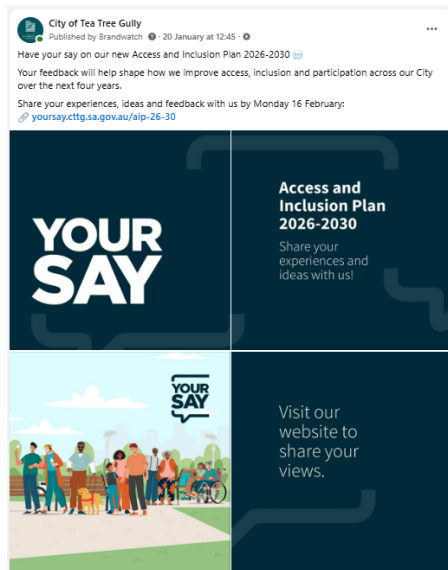 City of Tea Tree Gully
Published by Brandwatch · 20 January at 12:45 ·
Have your say on our new Access and Inclusion Plan 2026-2030 💬
Your feedback will help shape how we improve access, inclusion and participation across our City
over the next four years.
Share your experiences, ideas and feedback with us by Monday 16 February:
🔗 yoursay.cttg.sa.gov.au/aip-26-30
YOUR
SAY
Access and
Inclusion Plan
2026-2030
Share your
experiences and
ideas with us!
YOUR
SAY
Visit our
website to
share your
views.